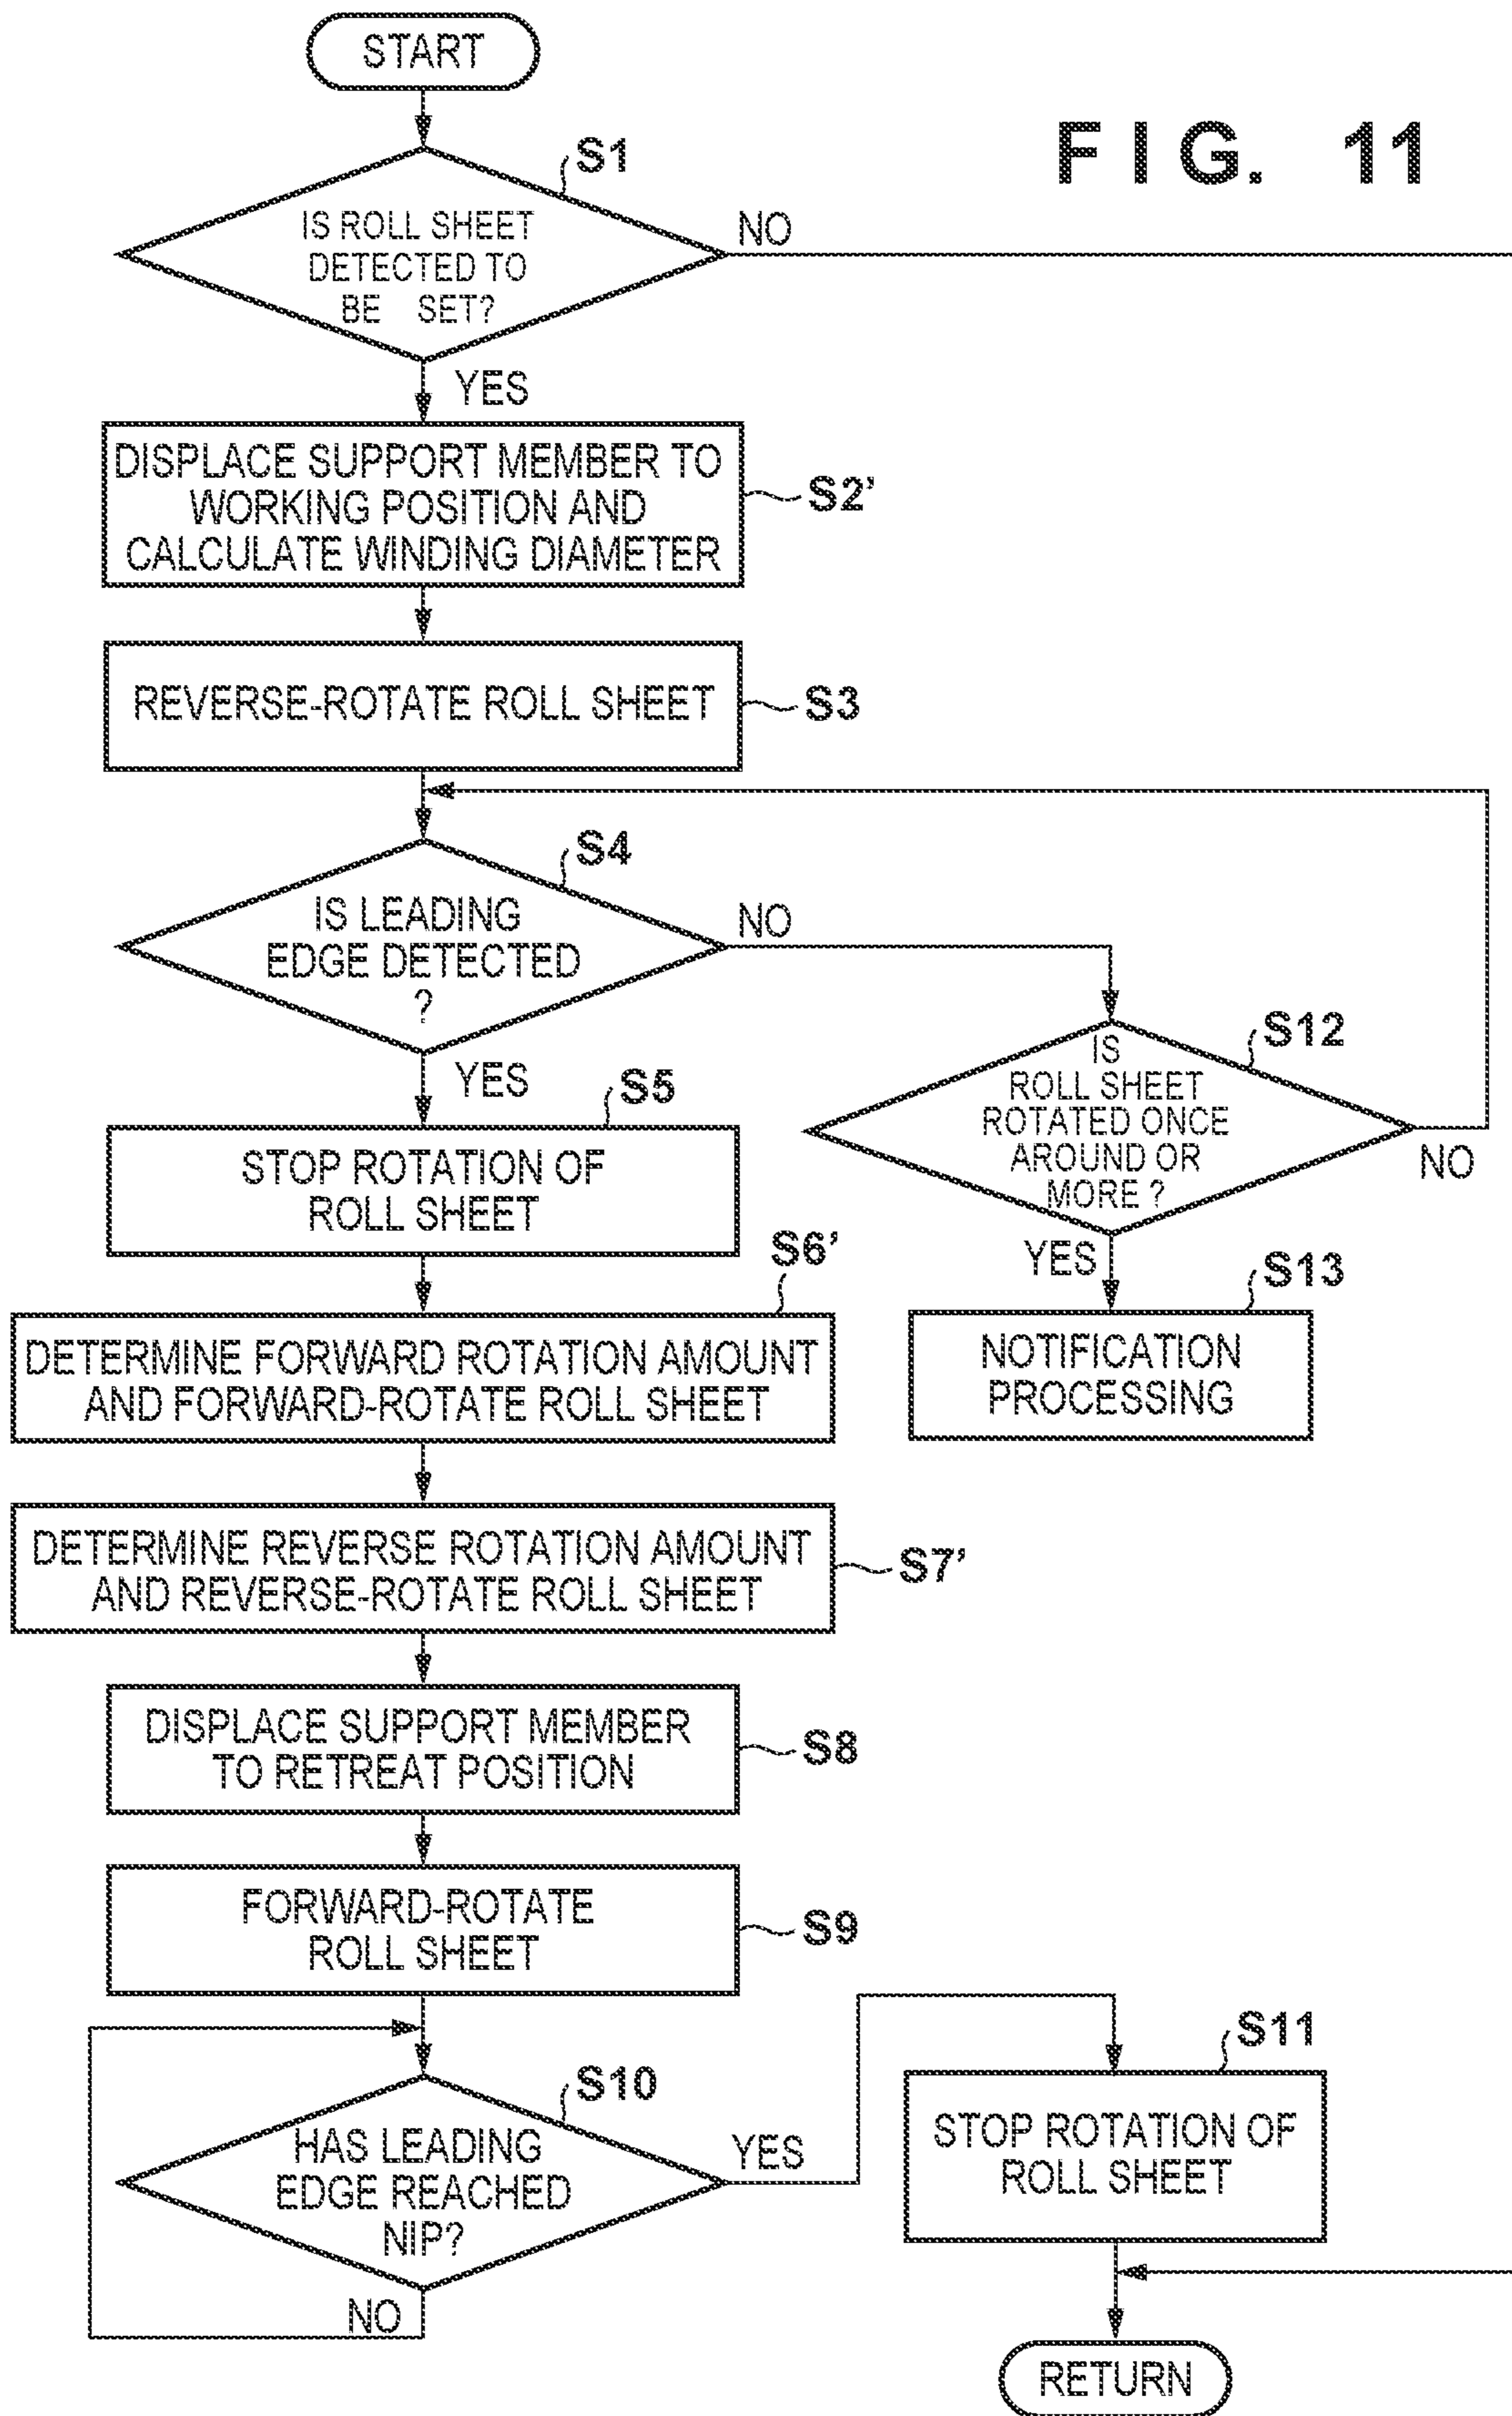 START
FIG. 11
S1
IS ROLL SHEET
DETECTED TO
BE SET?
NO
YES
DISPLACE SUPPORT MEMBER TO
WORKING POSITION AND
CALCULATE WINDING DIAMETER
S2'
REVERSE-ROTATE ROLL SHEET
S3
S4
IS LEADING
EDGE DETECTED
?
NO
YES
S12
IS
ROLL SHEET
ROTATED ONCE
AROUND OR
MORE ?
NO
YES
S5
STOP ROTATION OF
ROLL SHEET
S13
NOTIFICATION
PROCESSING
S6'
DETERMINE FORWARD ROTATION AMOUNT
AND FORWARD-ROTATE ROLL SHEET
DETERMINE REVERSE ROTATION AMOUNT
AND REVERSE-ROTATE ROLL SHEET
S7'
DISPLACE SUPPORT MEMBER
TO RETREAT POSITION
S8
FORWARD-ROTATE
ROLL SHEET
S9
S10
HAS LEADING
EDGE REACHED
NIP?
YES
NO
S11
STOP ROTATION OF
ROLL SHEET
RETURN